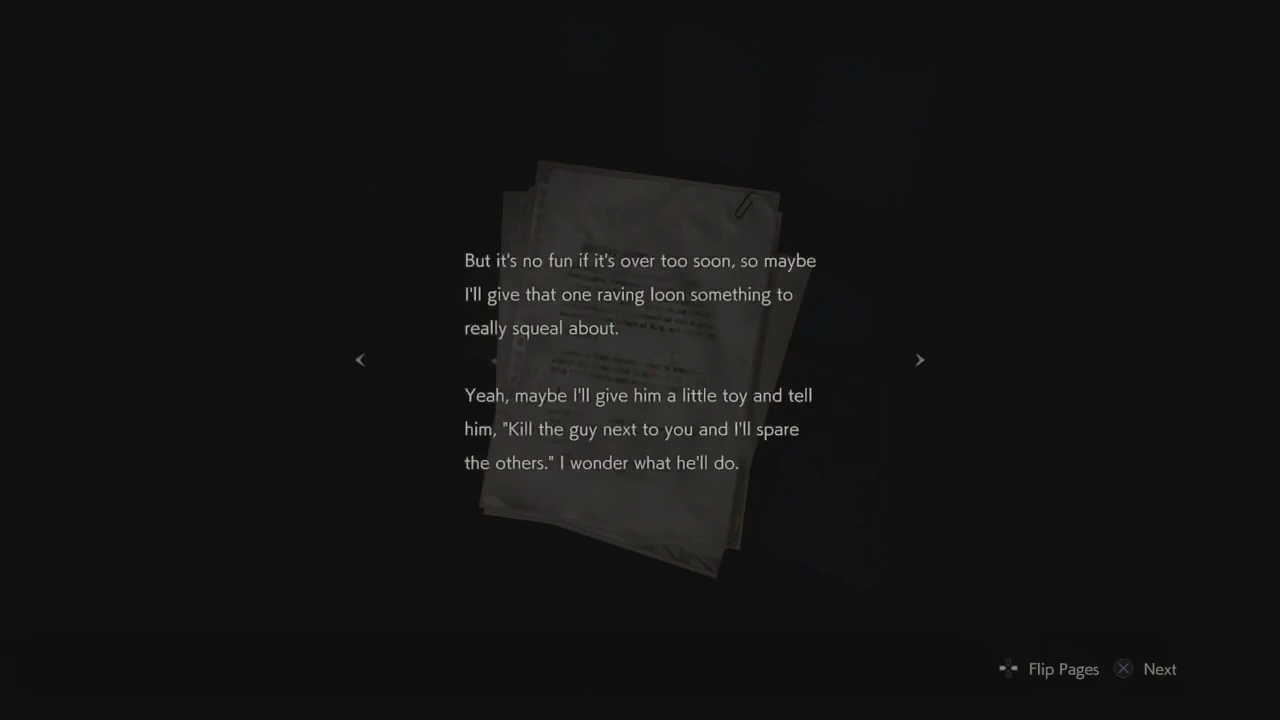 But it's no fun if it's over too soon, so maybe
I'll give that one raving loon something to
really squeal about.
Yeah, maybe I'll give him a little toy and tell
him, "Kill the guy next to you and I'll spare
the others." I wonder what he'll do.
Flip Pages Next